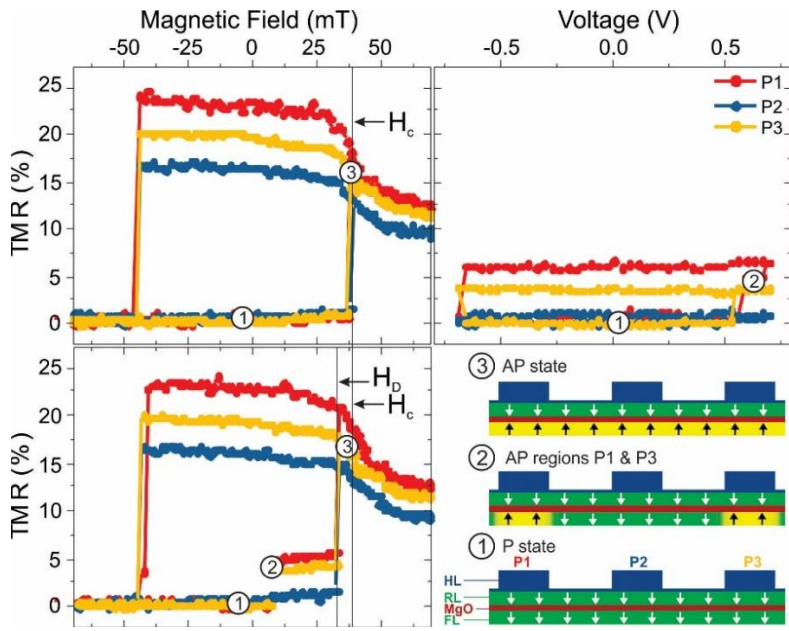 Magnetic Field (mT)
Voltage (V)
-50 -25 0 25 50
-0.5 0.0 0.5
TMR (%)
25
20
15
10
5
0
H_c
3
1
P1
P2
P3
2
1
TMR (%)
25
20
15
10
5
0
H_D
H_c
3
2
1
3 AP state
2 AP regions P1 & P3
1 P state
P1 P2 P3
HL
RL
MgO
FL